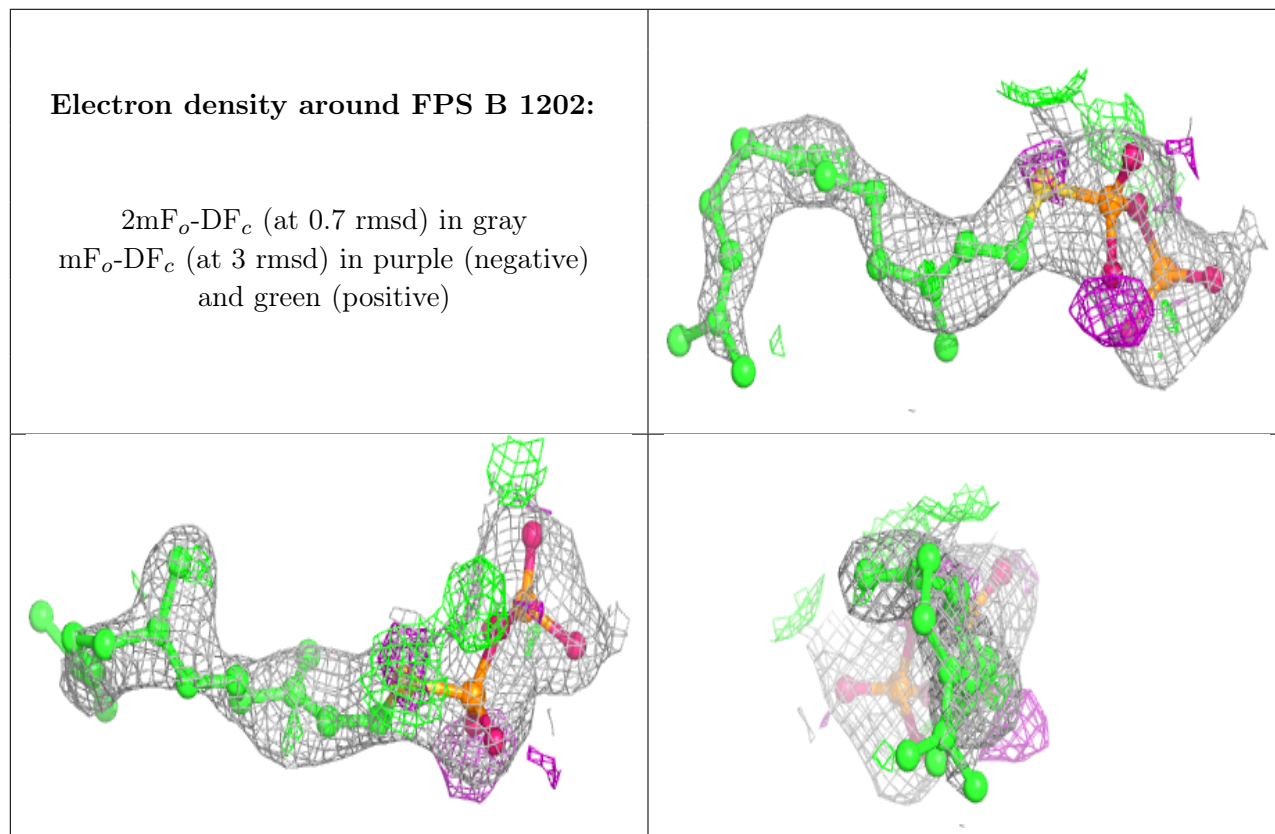 Electron density around FPS B 1202:
2mFo-DFc (at 0.7 rmsd) in gray
mFo-DFc (at 3 rmsd) in purple (negative)
and green (positive)